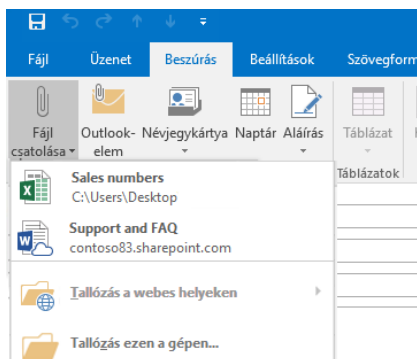 Fájl Üzenet Beszúrás Beállítások Szövegform
Fájl csatolása
Outlook-elem
Névjegykártya
Naptár
Aláírás
Táblázat
Táblázatok
Sales numbers
C:\Users\Desktop
Support and FAQ
contoso83.sharepoint.com
Tallózás a webes helyeken
Tallózás ezen a gépen...